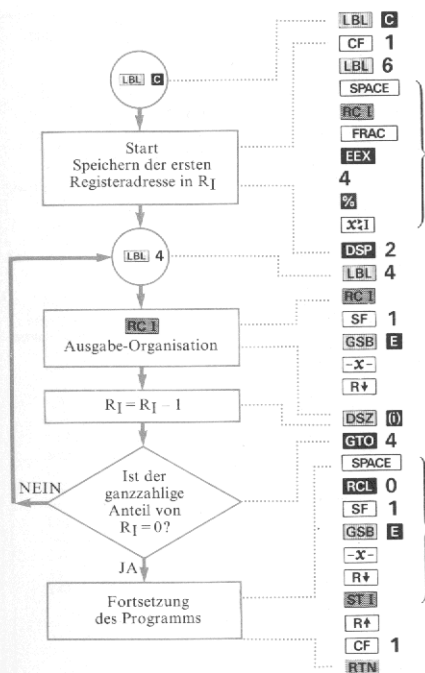 LBL C
CF 1
LBL 6
SPACE
RC I
FRAC
EEX
4
%
x⇄I
DSP 2
LBL 4
RC I
SF 1
GSB E
-x-
R↓
DSZ (i)
GTO 4
SPACE
RCL 0
SF 1
GSB E
-x-
R↓
ST I
R↑
CF 1
RTN
LBL C
Start
Speichern der ersten
Registeradresse in RI
LBL 4
RC I
Ausgabe-Organisation
RI = RI – 1
NEIN
Ist der
ganzzahlige
Anteil von
RI = 0?
JA
Fortsetzung
des Programms